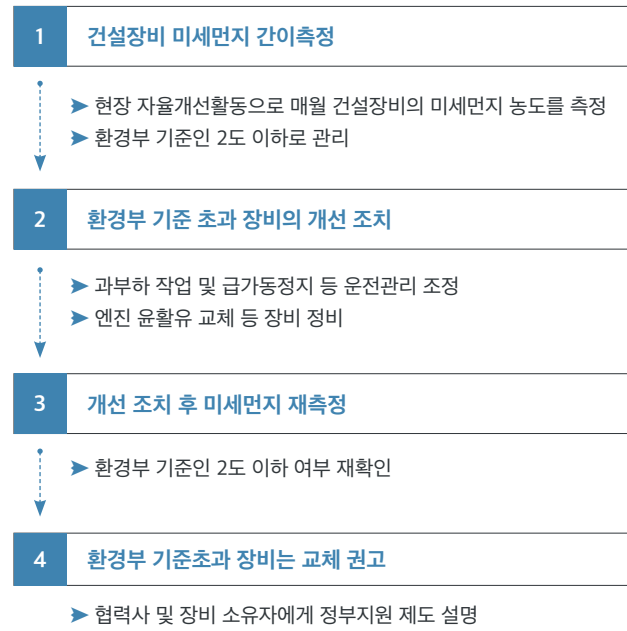 1 건설장비 미세먼지 간이측정
➤ 현장 자율개선활동으로 매월 건설장비의 미세먼지 농도를 측정
➤ 환경부 기준인 2도 이하로 관리
2 환경부 기준 초과 장비의 개선 조치
➤ 과부하 작업 및 급가동정지 등 운전관리 조정
➤ 엔진 윤활유 교체 등 장비 정비
3 개선 조치 후 미세먼지 재측정
➤ 환경부 기준인 2도 이하 여부 재확인
4 환경부 기준초과 장비는 교체 권고
➤ 협력사 및 장비 소유자에게 정부지원 제도 설명